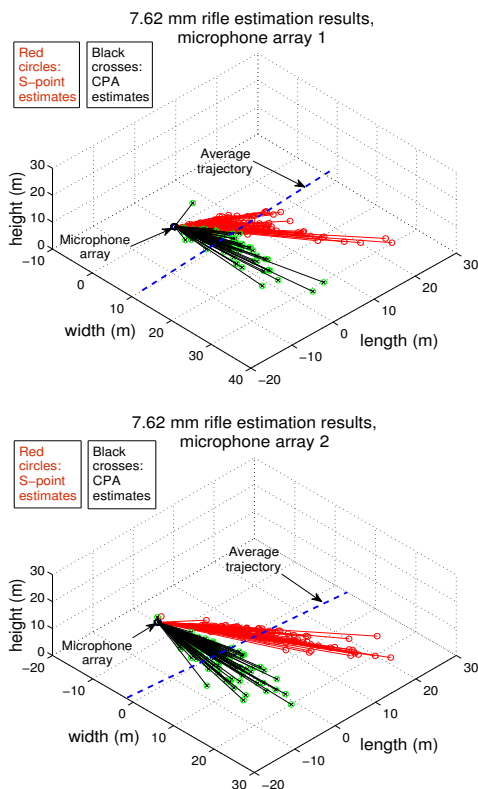 7.62 mm rifle estimation results,
microphone array 1
Red
circles:
S-point
estimates
Black
crosses:
CPA
estimates
Average
trajectory
Microphone
array
height (m)
30
20
10
0
−10
0
10
20
30
40
width (m)
−20
−10
0
10
20
30
length (m)
7.62 mm rifle estimation results,
microphone array 2
Red
circles:
S-point
estimates
Black
crosses:
CPA
estimates
Average
trajectory
Microphone
array
height (m)
30
20
10
0
−20
−10
0
10
20
30
width (m)
−20
−10
0
10
20
30
length (m)